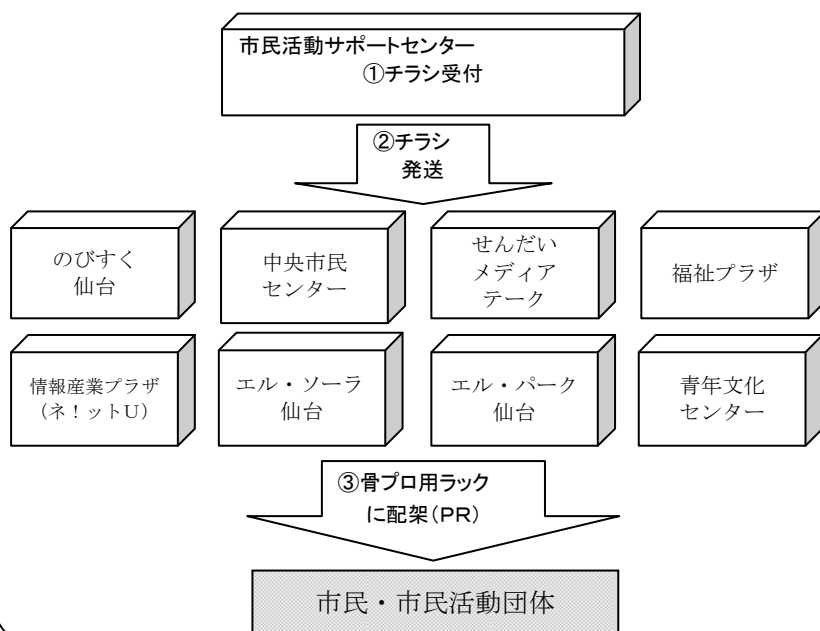 市民活動サポートセンター
①チラシ受付
②チラシ
発送
のびすく
仙台
中央市民
センター
せんだい
メディア
テーク
福祉プラザ
情報産業プラザ
(ネ!ットU)
エル・ソーラ
仙台
エル・パーク
仙台
青年文化
センター
③骨プロ用ラック
に配架(PR)
市民・市民活動団体